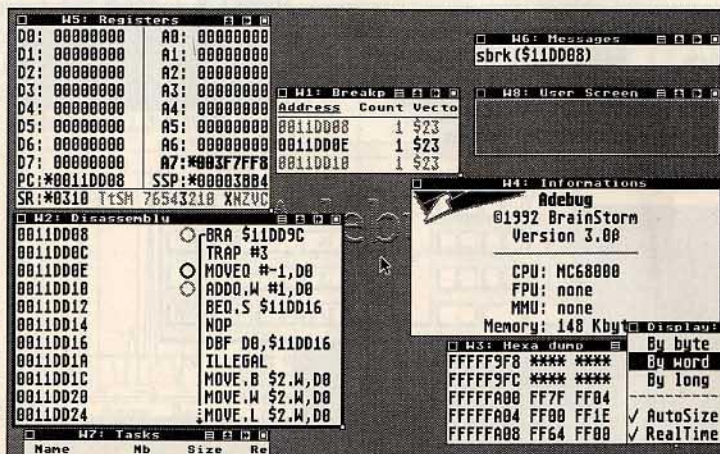 W5: Registers
D0: 00000000 A0: 00000000
D1: 00000000 A1: 00000000
D2: 00000000 A2: 00000000
D3: 00000000 A3: 00000000
D4: 00000000 A4: 00000000
D5: 00000000 A5: 00000000
D6: 00000000 A6: 00000000
D7: 00000000 A7:*003F7FF8
PC:*0011DD08 SSP:*00003BB4
SR:*0310 TtSM 76543210 XNZVC
W1: Breakp
Address Count Vecto
0011DD08 1 $23
0011DD0E 1 $23
0011DD10 1 $23
W6: Messages
sbrk($11DD08)
W8: User Screen
W4: Informations
Adebug
©1992 BrainStorm
Version 3.0β
CPU: MC68000
FPU: none
MMU: none
Memory: 148 Kbyt
W2: Disassembly
0011DD08 BRA $11DD9C
0011DD0C TRAP #3
0011DD0E MOVEQ #-1,D0
0011DD10 ADDQ.W #1,D0
0011DD12 BEQ.S $11DD16
0011DD14 NOP
0011DD16 DBF D0,$11DD16
0011DD1A ILLEGAL
0011DD1C MOVE.B $2.W,D0
0011DD20 MOVE.W $2.W,D0
0011DD24 MOVE.L $2.W,D0
W3: Hexa dump
FFFFF9F8 **** ****
FFFFF9FC **** ****
FFFFFA00 FF7F FF04
FFFFFA04 FF00 FF1E
FFFFFA08 FF64 FF00
Display:
By byte
By word
By long
✓ AutoSize
✓ RealTime
W7: Tasks
Name Nb Size Re